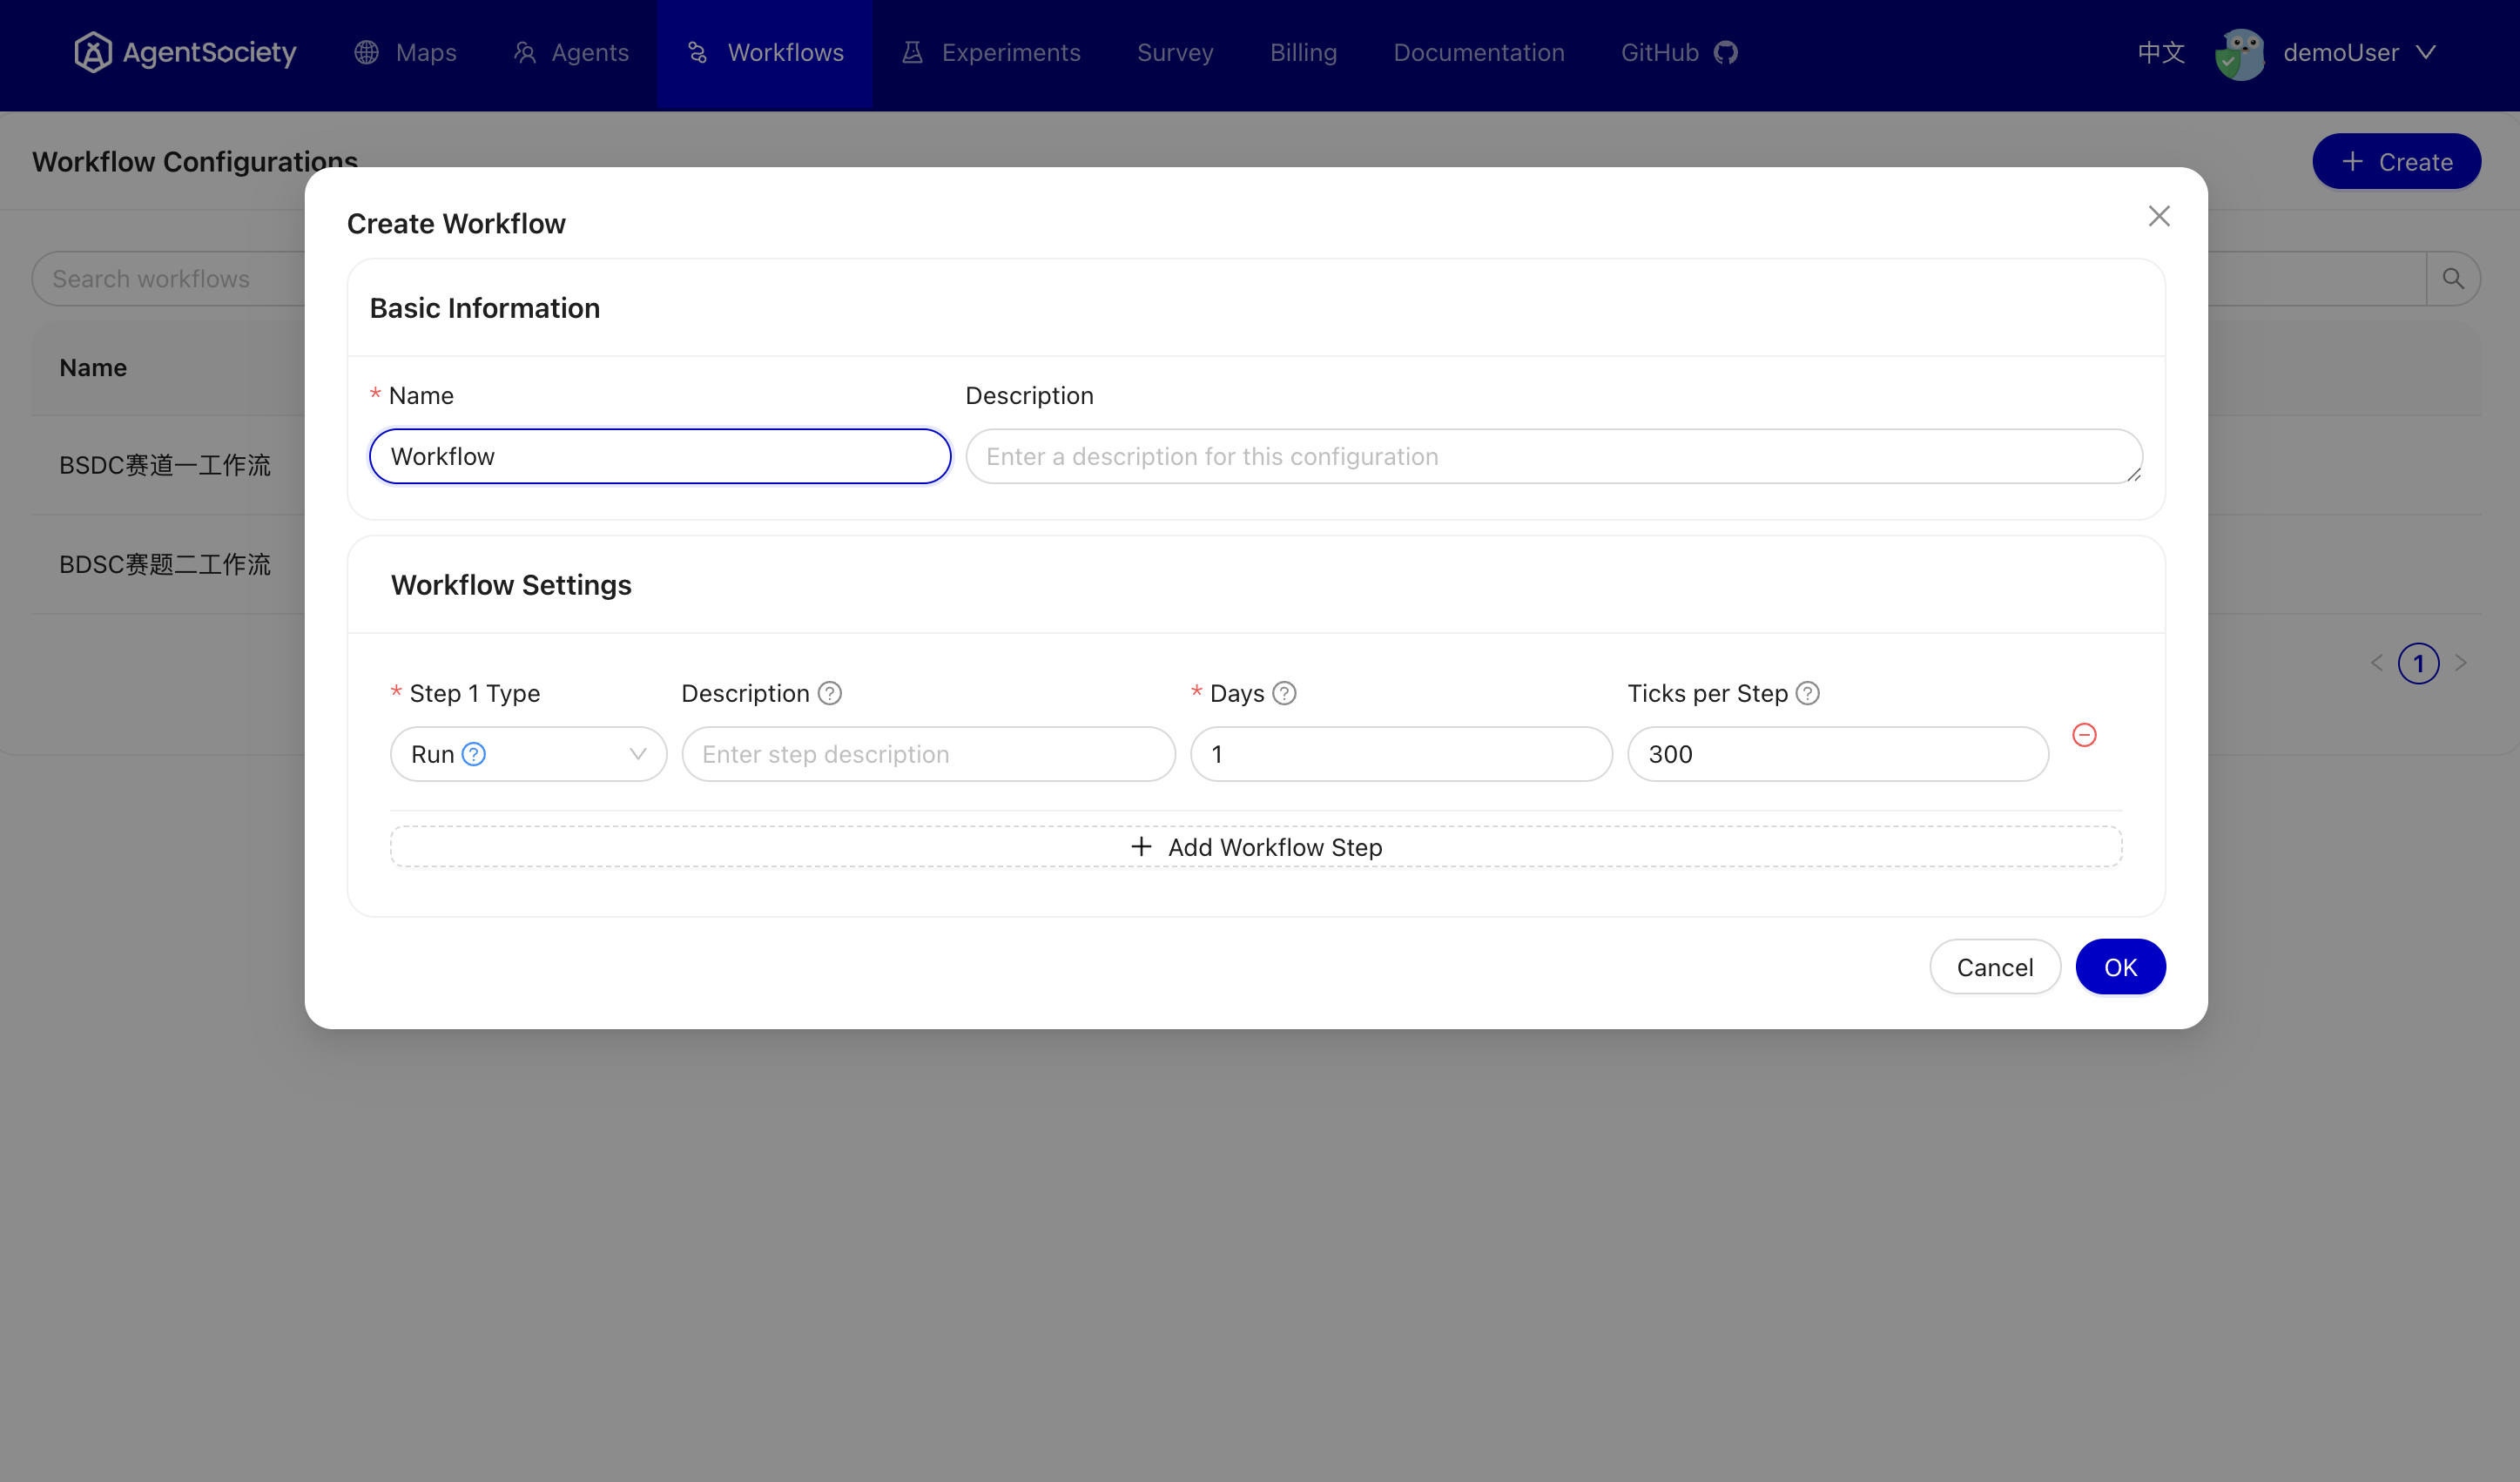 AgentSociety Maps Agents Workflows Experiments Survey Billing Documentation GitHub 中文 demoUser
Workflow Configurations
+ Create
Create Workflow
Search workflows
Basic Information
Name
* Name Description
Workflow Enter a description for this configuration
BSDC赛道一工作流
BDSC赛题二工作流
Workflow Settings
1
* Step 1 Type Description ? * Days ? Ticks per Step ?
Run ? Enter step description 1 300
+ Add Workflow Step
Cancel OK